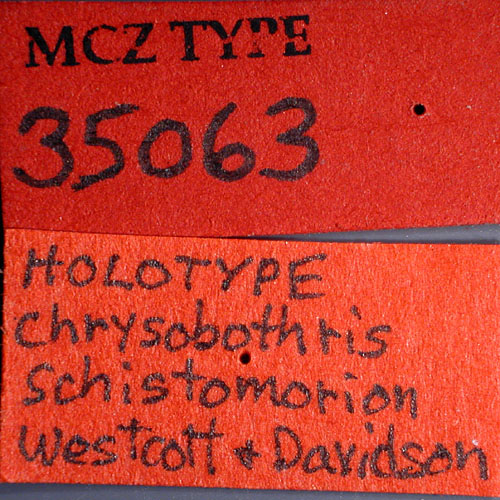 MCZ TYPE
35063
HOLOTYPE
chrysobothris
schistomorion
Westcott & Davidson